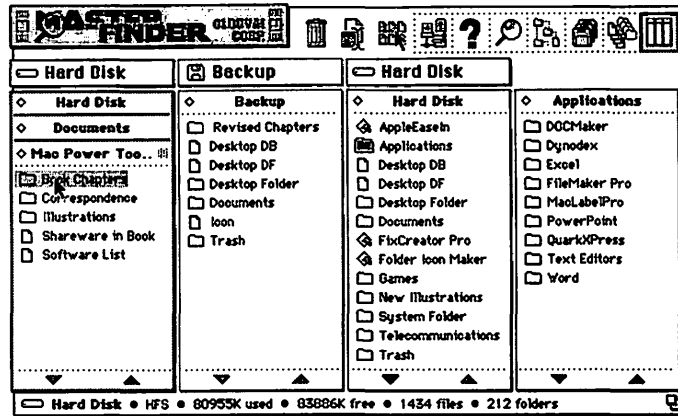 MASTER FINDER
CORP.
Hard Disk
Backup
Hard Disk
Hard Disk
Documents
Mac Power Too..
Book Chapters
Correspondence
Illustrations
Shareware in Book
Software List
Backup
Revised Chapters
Desktop DB
Desktop DF
Desktop Folder
Documents
Icon
Trash
Hard Disk
AppleEaseIn
Applications
Desktop DB
Desktop DF
Desktop Folder
Documents
FixCreator Pro
Folder Icon Maker
Games
New Illustrations
System Folder
Telecommunications
Trash
Applications
DOCMaker
Dynodex
Excel
FileMaker Pro
MacLabelPro
PowerPoint
QuarkXPress
Text Editors
Word
Hard Disk • HFS • 80955K used • 83886K free • 1434 files • 212 folders